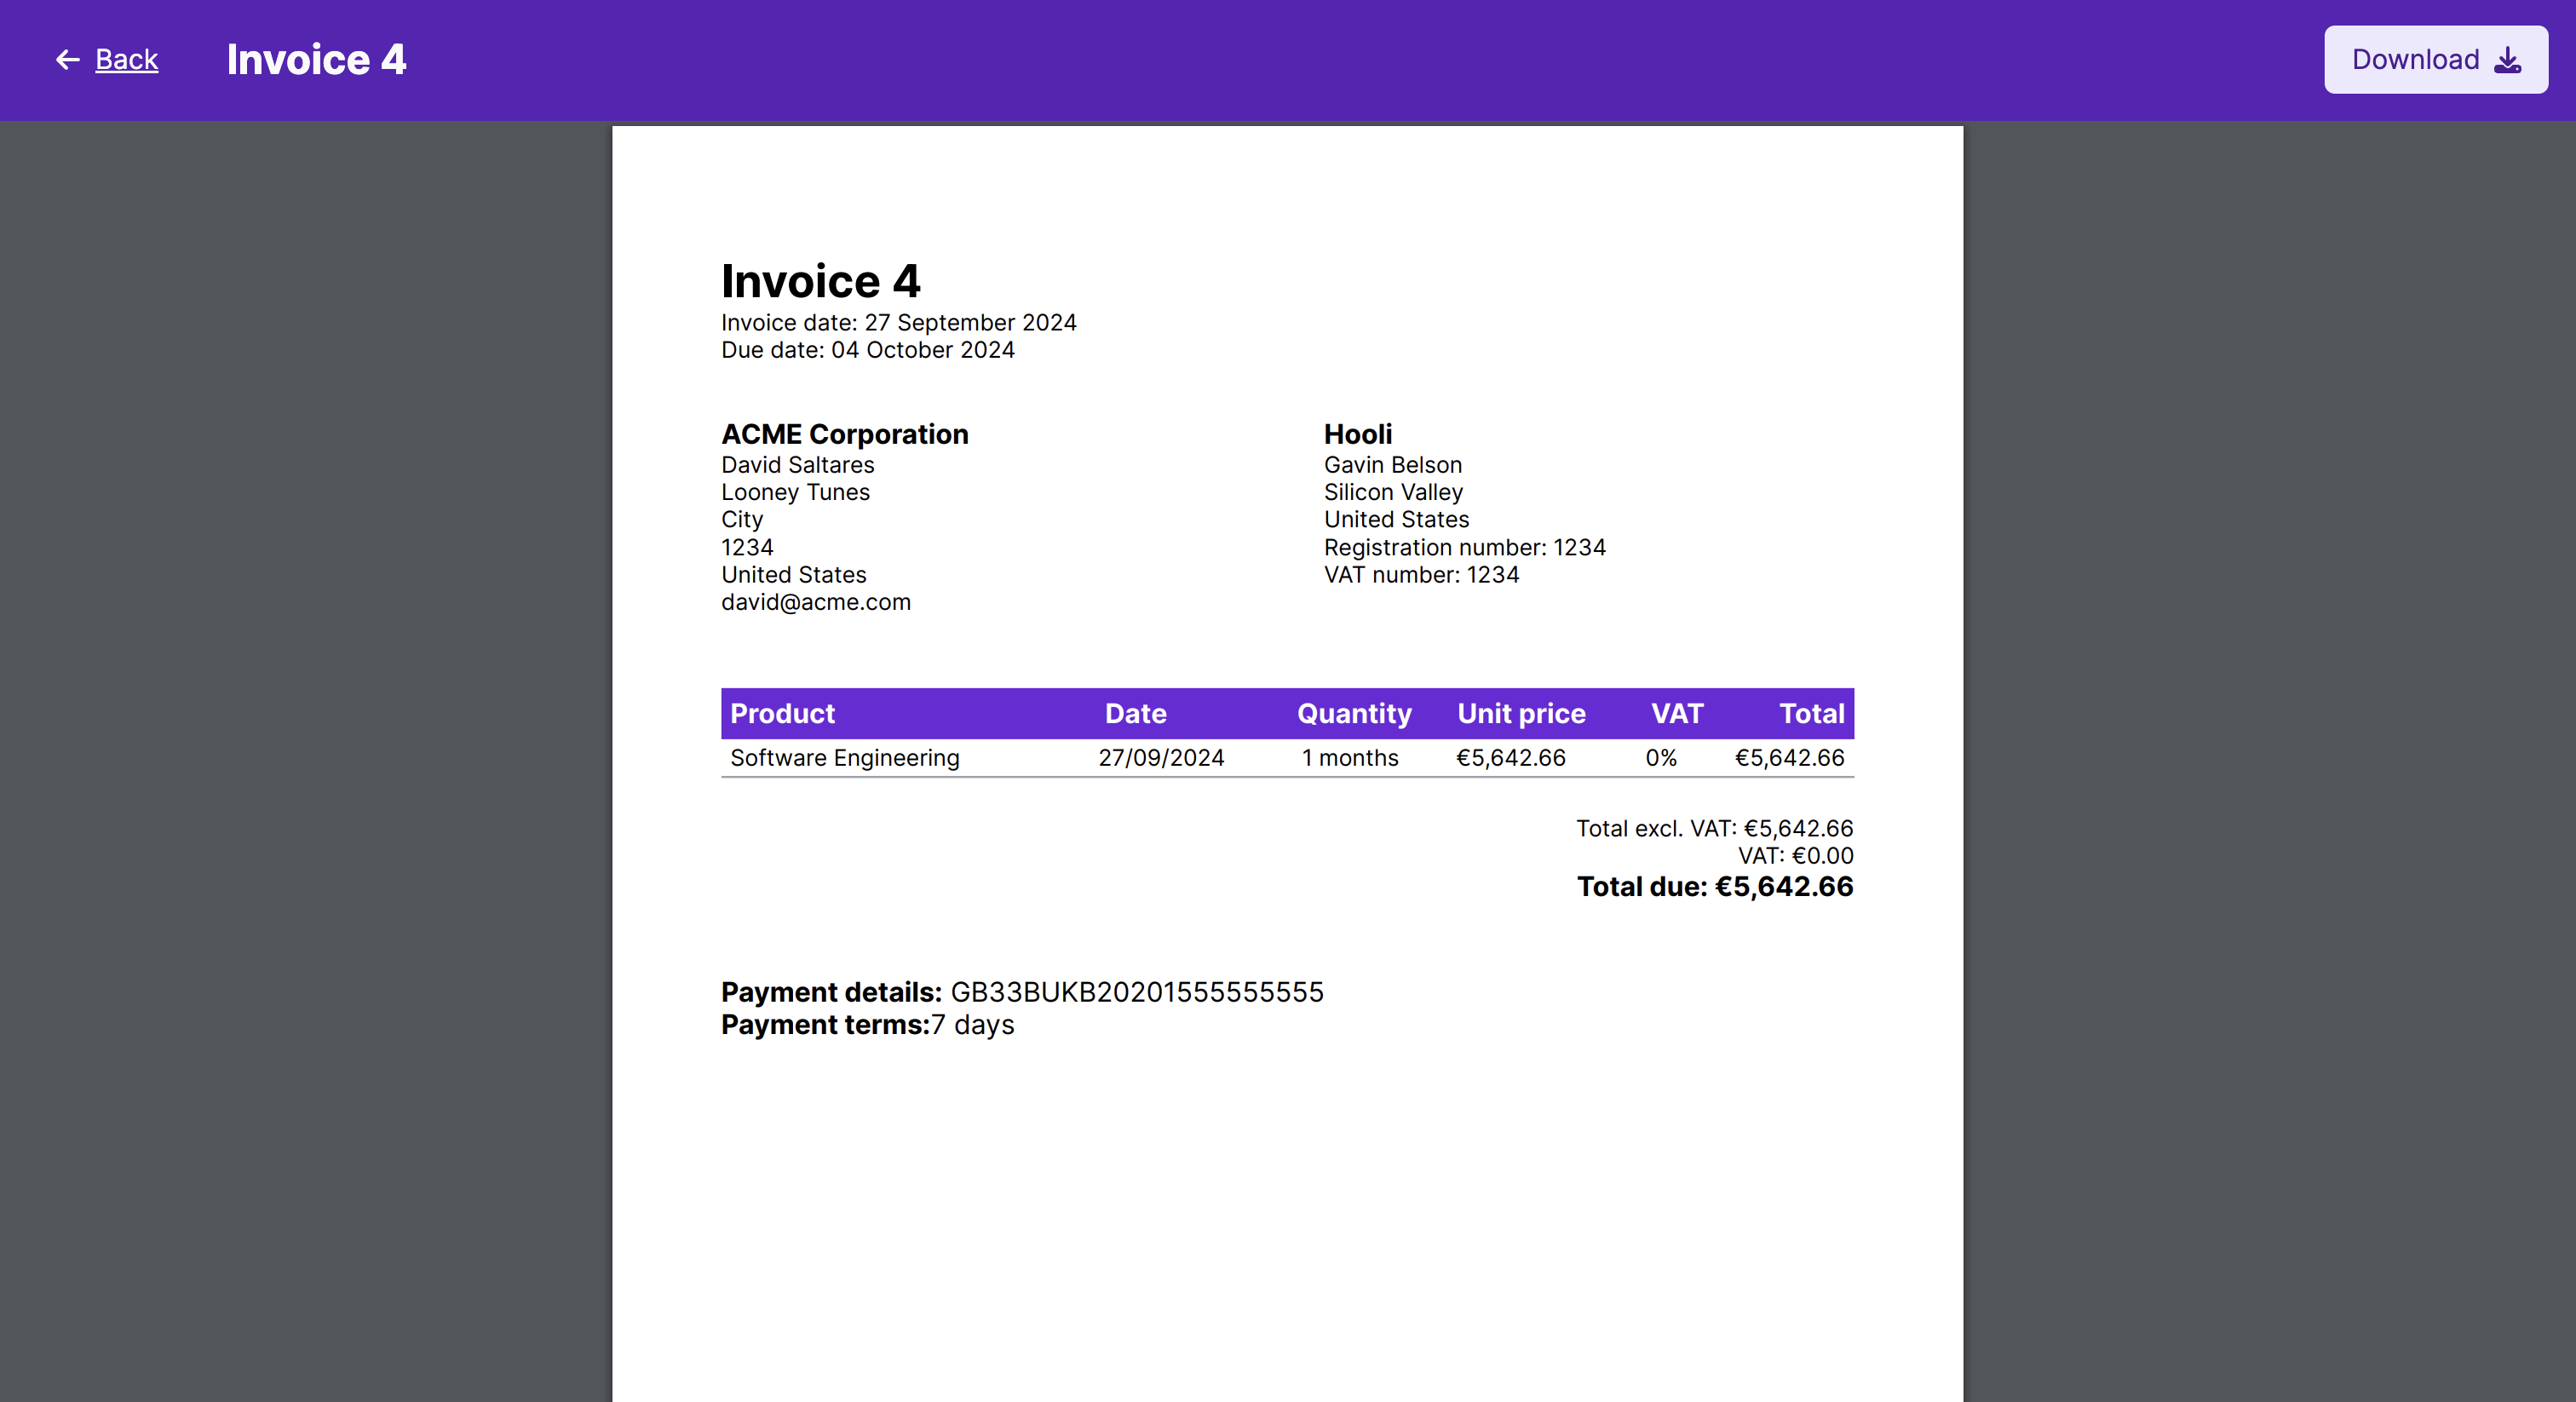 Back
Invoice 4
Download
Invoice 4
Invoice date: 27 September 2024
Due date: 04 October 2024
ACME Corporation
David Saltares
Looney Tunes
City
1234
United States
david@acme.com
Hooli
Gavin Belson
Silicon Valley
United States
Registration number: 1234
VAT number: 1234
Product Date Quantity Unit price VAT Total
Software Engineering 27/09/2024 1 months €5,642.66 0% €5,642.66
Total excl. VAT: €5,642.66
VAT: €0.00
Total due: €5,642.66
Payment details: GB33BUKB20201555555555
Payment terms:7 days